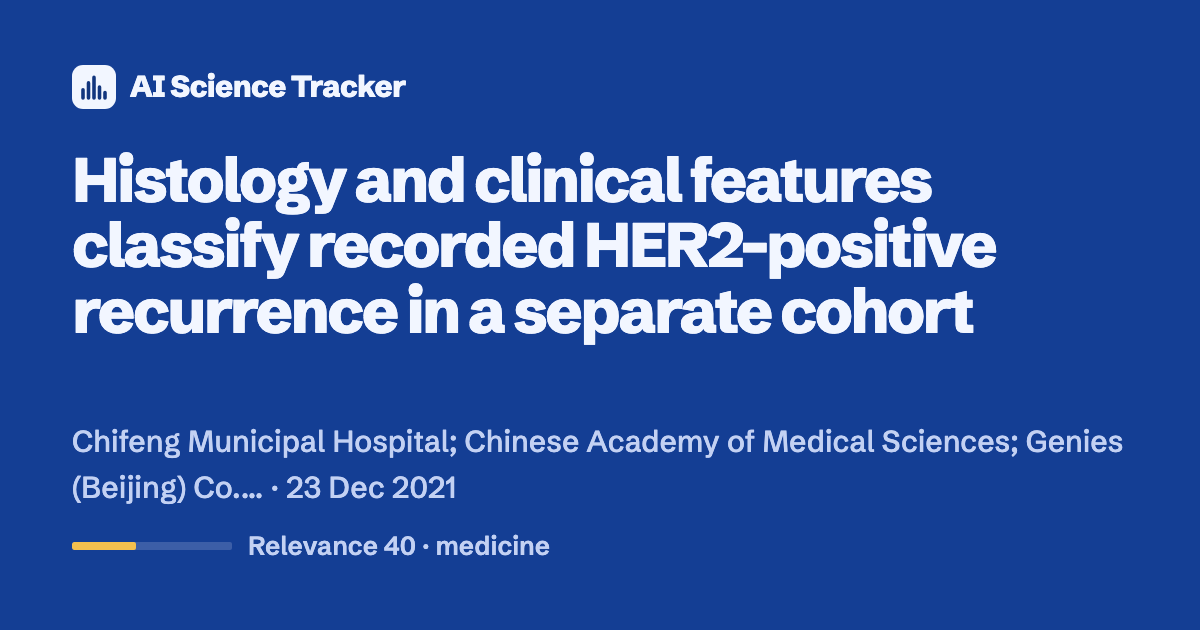 AI Science Tracker
Histology and clinical features
classify recorded HER2-positive
recurrence in a separate cohort
Chifeng Municipal Hospital; Chinese Academy of Medical Sciences; Genies
(Beijing) Co.… · 23 Dec 2021
Relevance 40 · medicine